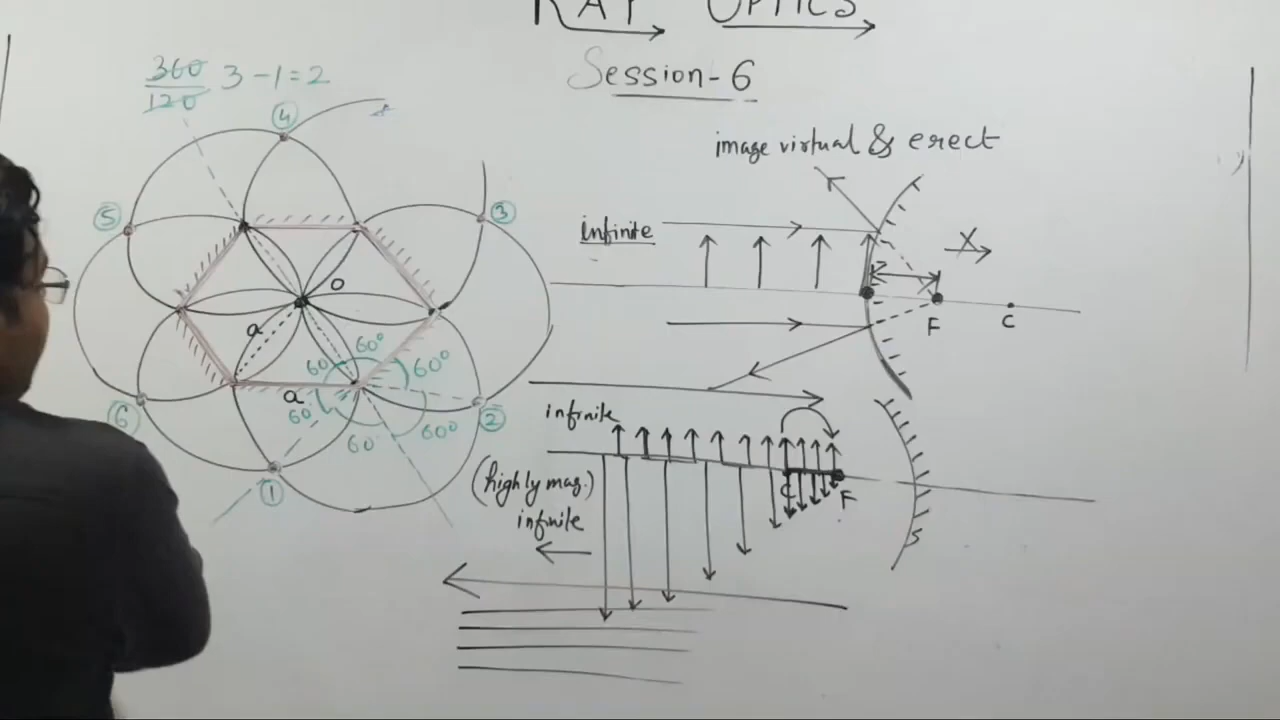 RAY OPTICS
Session-6
360
120
3-1=2
4
5
3
O
a
60°
60
60°
a
60
60
60°
2
6
1
image virtual & erect
infinite
X
F
C
infinite
(highly mag.)
infinite
C
F